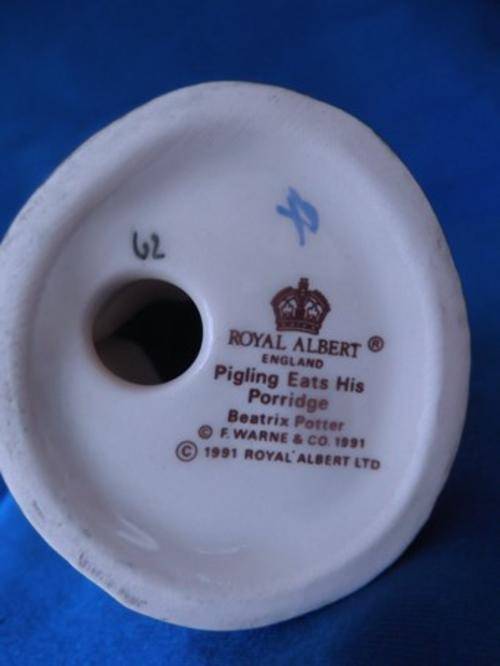 62
ROYAL ALBERT ®
ENGLAND
Pigling Eats His
Porridge
Beatrix Potter
© F. WARNE & CO. 1991
© 1991 ROYAL ALBERT LTD